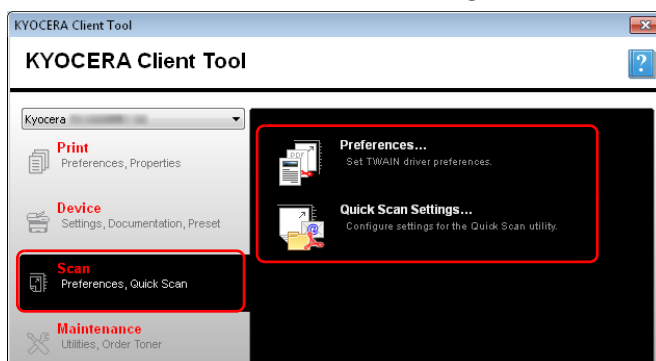 KYOCERA Client Tool
KYOCERA Client Tool
Kyocera
Print
Preferences, Properties
Device
Settings, Documentation, Preset
Scan
Preferences, Quick Scan
Maintenance
Utilities, Order Toner
PDF
Preferences...
Set TWAIN driver preferences.
Quick Scan Settings...
Configure settings for the Quick Scan utility.